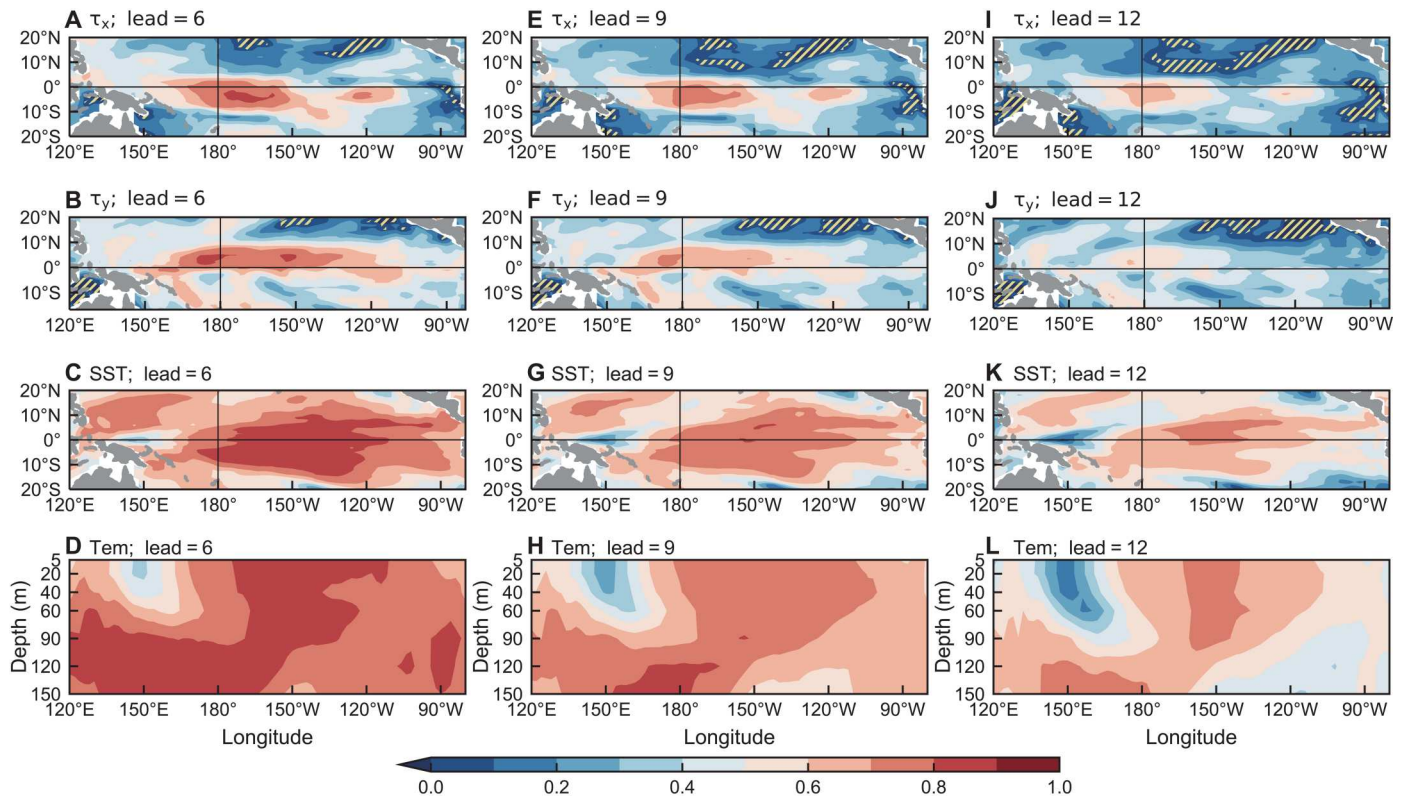 A τx; lead = 6
20°N
10°N
0°
10°S
20°S
120°E 150°E 180° 150°W 120°W 90°W
E τx; lead = 9
120°E 150°E 180° 150°W 120°W 90°W
I τx; lead = 12
20°N
10°N
0°
10°S
20°S
120°E 150°E 180° 150°W 120°W 90°W
B τy; lead = 6
20°N
10°N
0°
10°S
120°E 150°E 180° 150°W 120°W 90°W
F τy; lead = 9
20°N
10°N
0°
10°S
120°E 150°E 180° 150°W 120°W 90°W
J τy; lead = 12
20°N
10°N
0°
10°S
120°E 150°E 180° 150°W 120°W 90°W
C SST; lead = 6
20°N
10°N
0°
10°S
20°S
120°E 150°E 180° 150°W 120°W 90°W
G SST; lead = 9
20°N
10°N
0°
10°S
20°S
120°E 150°E 180° 150°W 120°W 90°W
K SST; lead = 12
20°N
10°N
0°
10°S
20°S
120°E 150°E 180° 150°W 120°W 90°W
D Tem; lead = 6
Depth (m)
5
20
40
60
90
120
150
120°E 150°E 180° 150°W 120°W 90°W
Longitude
H Tem; lead = 9
Depth (m)
5
20
40
60
90
120
150
120°E 150°E 180° 150°W 120°W 90°W
Longitude
L Tem; lead = 12
Depth (m)
5
20
40
60
90
120
150
120°E 150°E 180° 150°W 120°W 90°W
Longitude
0.0 0.2 0.4 0.6 0.8 1.0